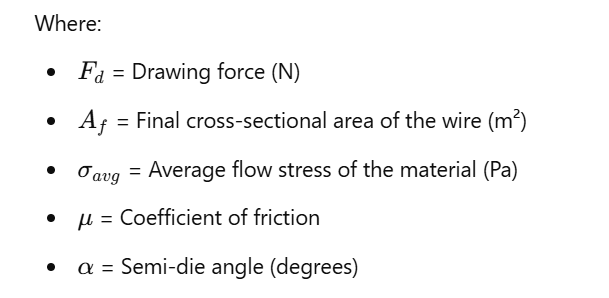 Where:
• F_d = Drawing force (N)
• A_f = Final cross-sectional area of the wire (m²)
• σ_avg = Average flow stress of the material (Pa)
• μ = Coefficient of friction
• α = Semi-die angle (degrees)